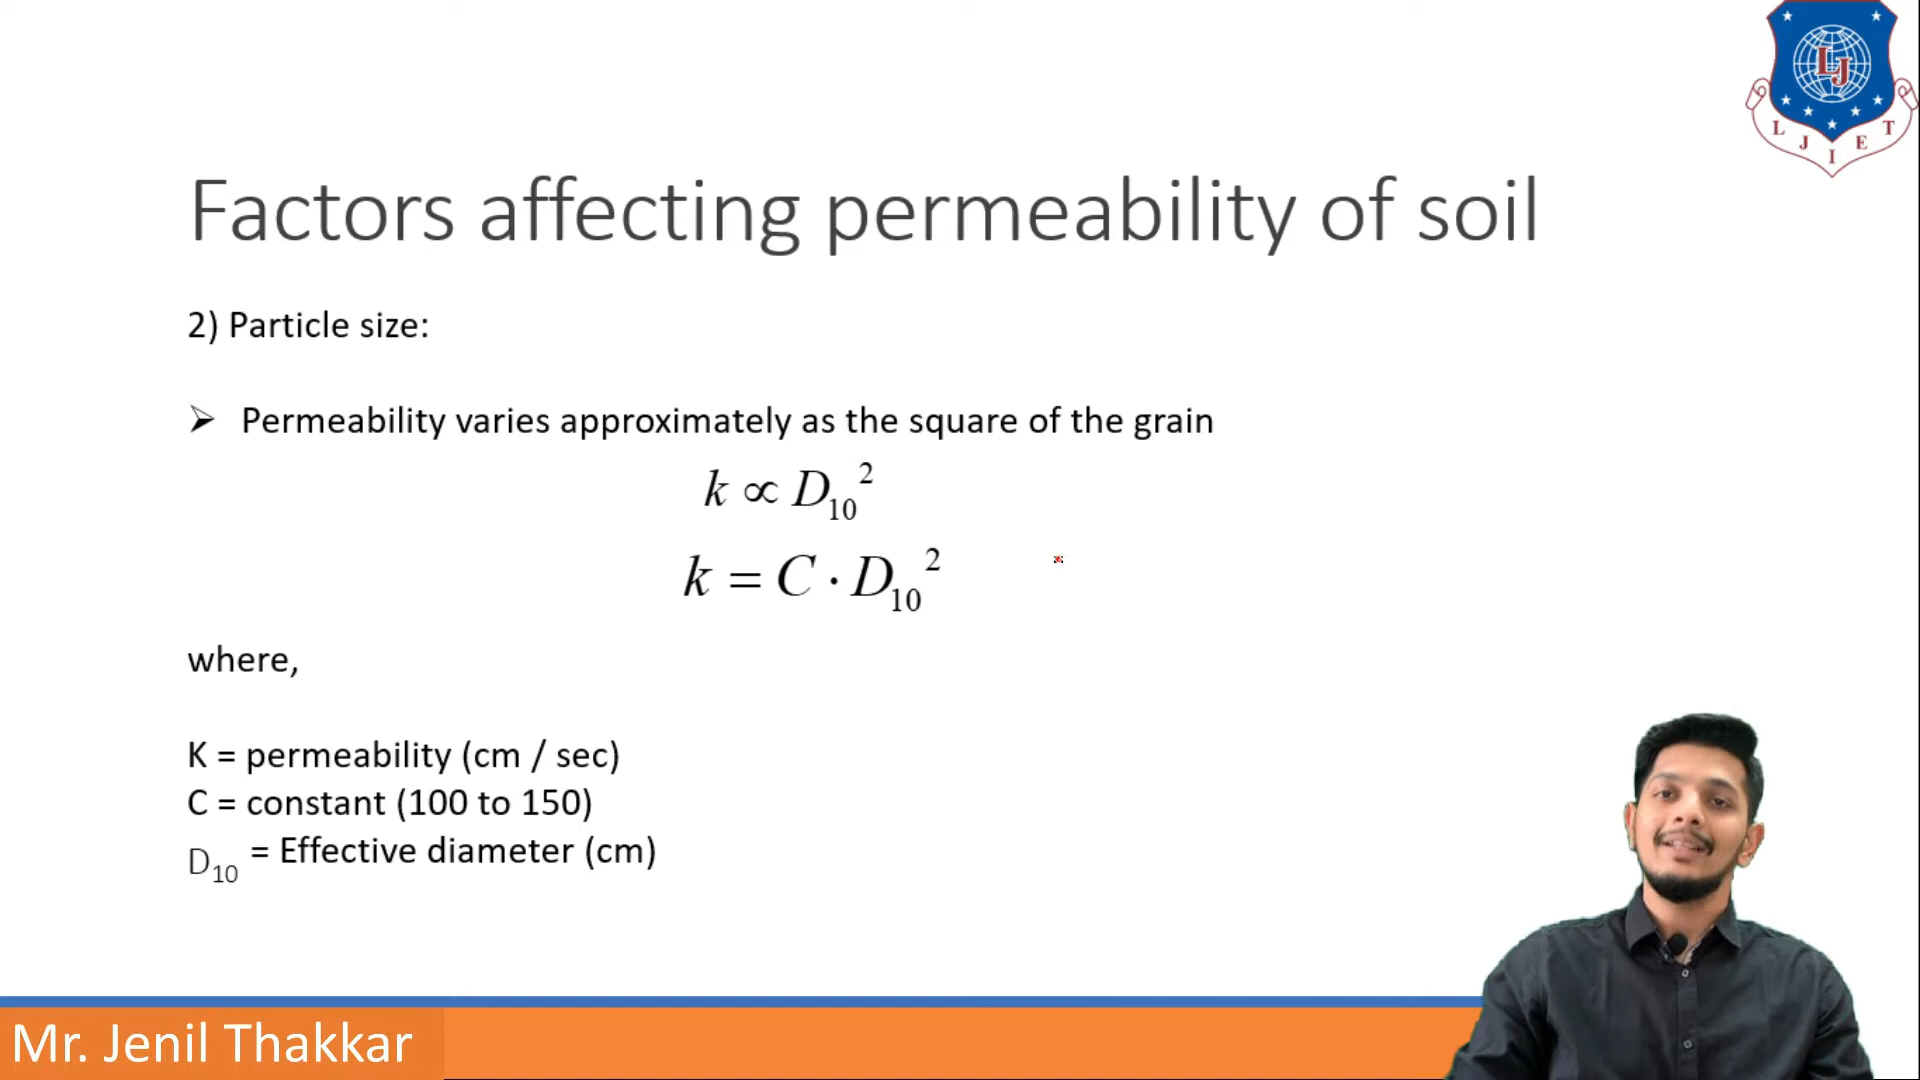 LJ
L J I E T
Factors affecting permeability of soil
2) Particle size:
➢ Permeability varies approximately as the square of the grain
k ∝ D₁₀²
k = C · D₁₀²
where,
K = permeability (cm / sec)
C = constant (100 to 150)
D₁₀ = Effective diameter (cm)
Mr. Jenil Thakkar